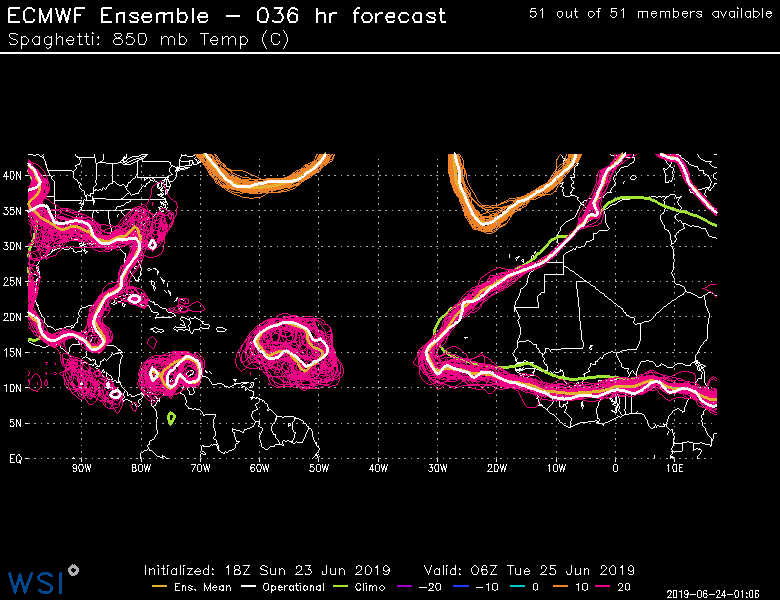 ECMWF Ensemble – 036 hr forecast
51 out of 51 members available
Spaghetti: 850 mb Temp (C)
40N
35N
30N
25N
20N
15N
10N
5N
EQ
90W 80W 70W 60W 50W 40W 30W 20W 10W 0 10E
Initialized: 18Z Sun 23 Jun 2019 Valid: 06Z Tue 25 Jun 2019
Ens. Mean Operational Climo -20 -10 0 10 20
WSI
2019-06-24-01:06